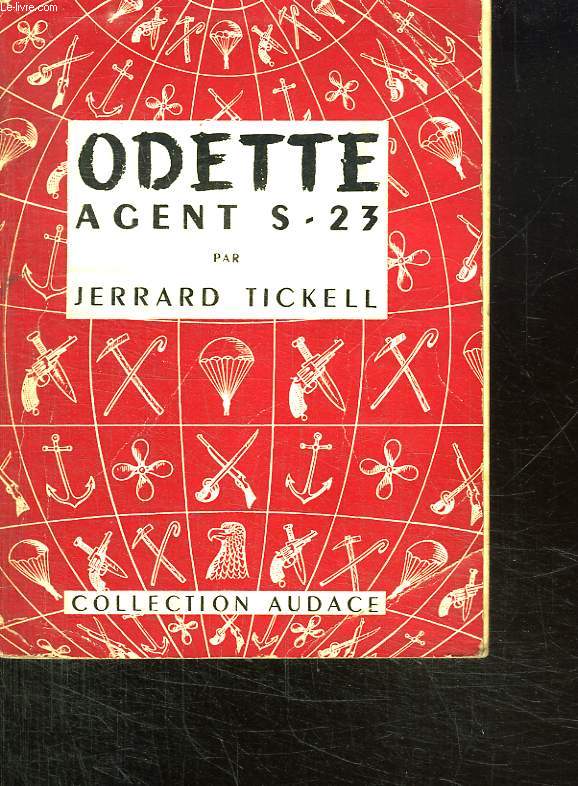 Le-livre.com
ODETTE
AGENT S-23
PAR
JERRARD TICKELL
COLLECTION AUDACE